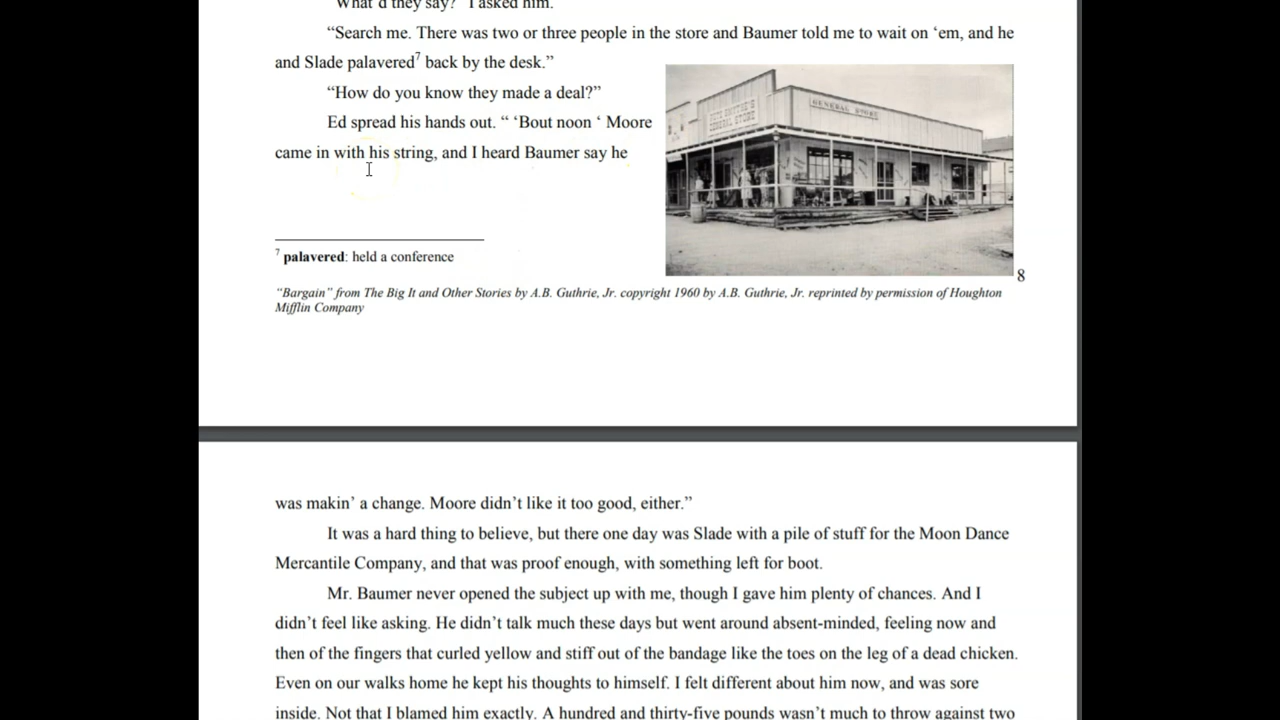 "What'd they say?" I asked him.
"Search me. There was two or three people in the store and Baumer told me to wait on ‘em, and he
and Slade palavered7 back by the desk.”
“How do you know they made a deal?”
Ed spread his hands out. “ ‘Bout noon ‘ Moore
came in with his string, and I heard Baumer say he
GENERAL STORE
GENERAL STORE
7 palavered: held a conference
8
“Bargain” from The Big It and Other Stories by A.B. Guthrie, Jr. copyright 1960 by A.B. Guthrie, Jr. reprinted by permission of Houghton
Mifflin Company
was makin’ a change. Moore didn’t like it too good, either.”
It was a hard thing to believe, but there one day was Slade with a pile of stuff for the Moon Dance
Mercantile Company, and that was proof enough, with something left for boot.
Mr. Baumer never opened the subject up with me, though I gave him plenty of chances. And I
didn’t feel like asking. He didn’t talk much these days but went around absent-minded, feeling now and
then of the fingers that curled yellow and stiff out of the bandage like the toes on the leg of a dead chicken.
Even on our walks home he kept his thoughts to himself. I felt different about him now, and was sore
inside. Not that I blamed him exactly. A hundred and thirty-five pounds wasn’t much to throw against two